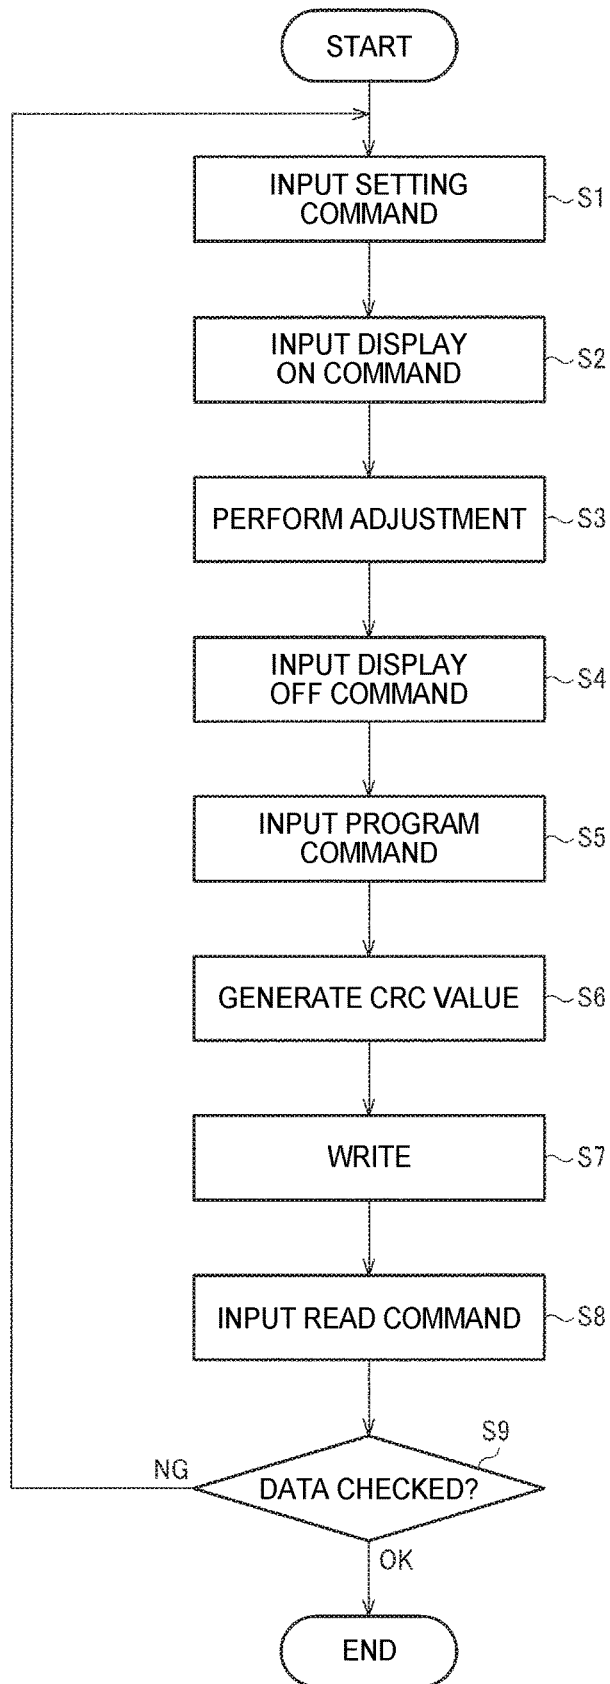 START
INPUT SETTING
COMMAND
S1
INPUT DISPLAY
ON COMMAND
S2
PERFORM ADJUSTMENT
S3
INPUT DISPLAY
OFF COMMAND
S4
INPUT PROGRAM
COMMAND
S5
GENERATE CRC VALUE
S6
WRITE
S7
INPUT READ COMMAND
S8
S9
NG
DATA CHECKED?
OK
END